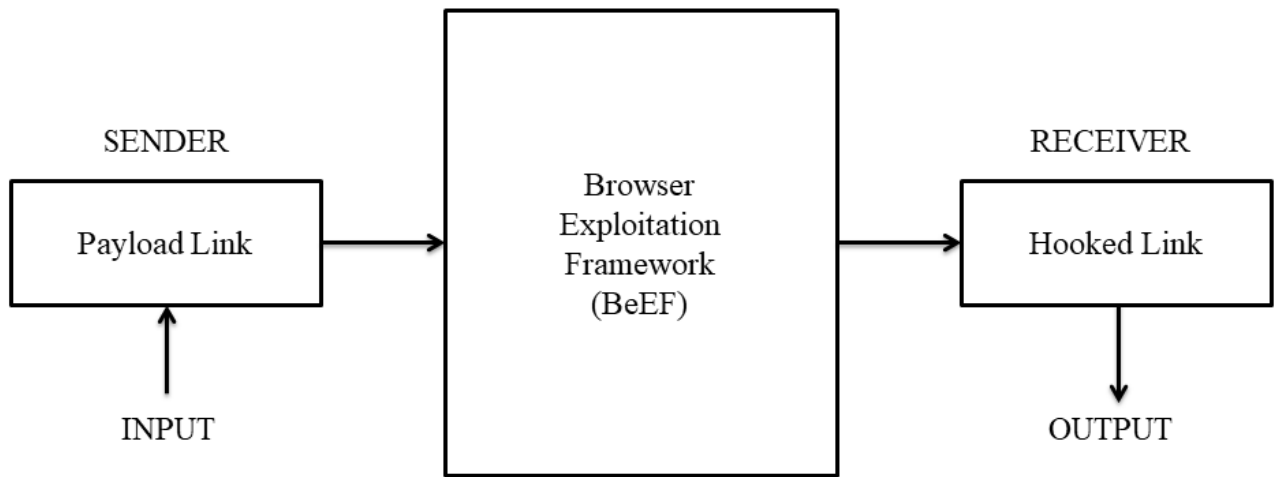 SENDER
Payload Link
INPUT
Browser
Exploitation
Framework
(BeEF)
RECEIVER
Hooked Link
OUTPUT